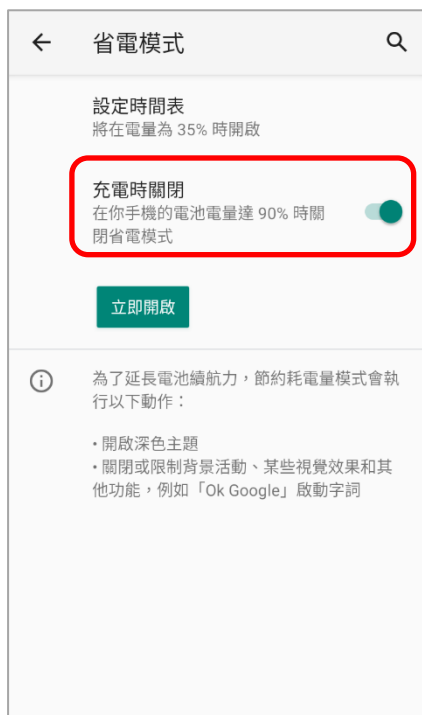 省電模式
設定時間表
將在電量為 35% 時開啟
充電時關閉
在你手機的電池電量達 90% 時關
閉省電模式
立即開啟
為了延長電池續航力，節約耗電量模式會執
行以下動作：
• 開啟深色主題
• 關閉或限制背景活動、某些視覺效果和其
他功能，例如「Ok Google」啟動字詞